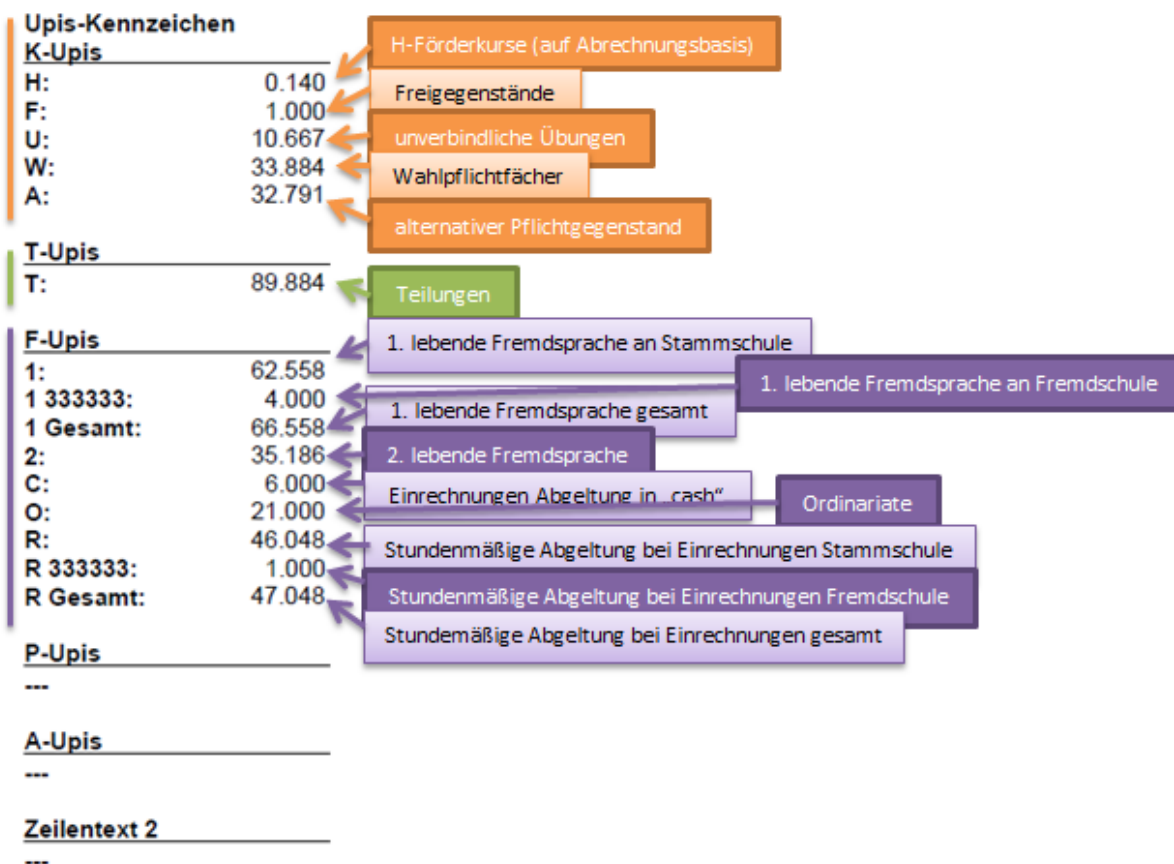 Upis-Kennzeichen
K-Upis
H: 0.140 H-Förderkurse (auf Abrechnungsbasis)
F: 1.000 Freigegenstände
U: 10.667 unverbindliche Übungen
W: 33.884 Wahlpflichtfächer
A: 32.791 alternativer Pflichtgegenstand
T-Upis
T: 89.884 Teilungen
F-Upis
1: 62.558 1. lebende Fremdsprache an Stammschule
1 333333: 4.000 1. lebende Fremdsprache an Fremdschule
1 Gesamt: 66.558 1. lebende Fremdsprache gesamt
2: 35.186 2. lebende Fremdsprache
C: 6.000 Einrechnungen Abgeltung in „cash“
O: 21.000 Ordinariate
R: 46.048 Stundenmäßige Abgeltung bei Einrechnungen Stammschule
R 333333: 1.000 Stundenmäßige Abgeltung bei Einrechnungen Fremdschule
R Gesamt: 47.048 Stundemäßige Abgeltung bei Einrechnungen gesamt
P-Upis
---
A-Upis
---
Zeilentext 2
---